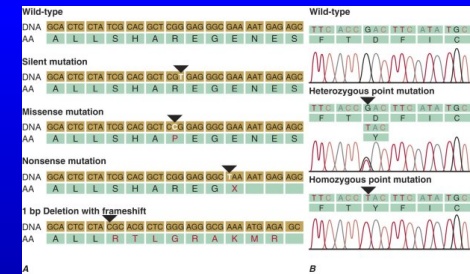 Wild-type
DNA GCA CTC CTA TCG CAC GCT CGG GAG GGC GAA AAT GAG AGC
AA A L L S H A R E G E N E S
Silent mutation
DNA GCA CTC CTA TCG CAC GCT CGT GAG GGC GAA AAT GAG AGC
AA A L L S H A R E G E N E S
Missense mutation
DNA GCA CTC CTA TCG CAC GCT CCG GAG GGC GAA AAT GAG AGC
AA A L L S H A P E G E N E S
Nonsense mutation
DNA GCA CTC CTA TCG CAC GCT CGG GAG GGC TAA AAT GAG AGC
AA A L L S H A R E G X
1 bp Deletion with frameshift
DNA GCA CTC CTA CGC ACG CTC GGG AGG GCG AAA ATG AGA GC
AA A L L R T L G R A K M R
A
Wild-type
TTC ACC GAC TTC ATA TGC
F T D F I C
Heterozygous point mutation
TTC ACC GAC TTC ATA TGC
F T D F I C
TAC
Y
Homozygous point mutation
TTC ACC TAC TTC ATA TGC
F T Y F I C
B